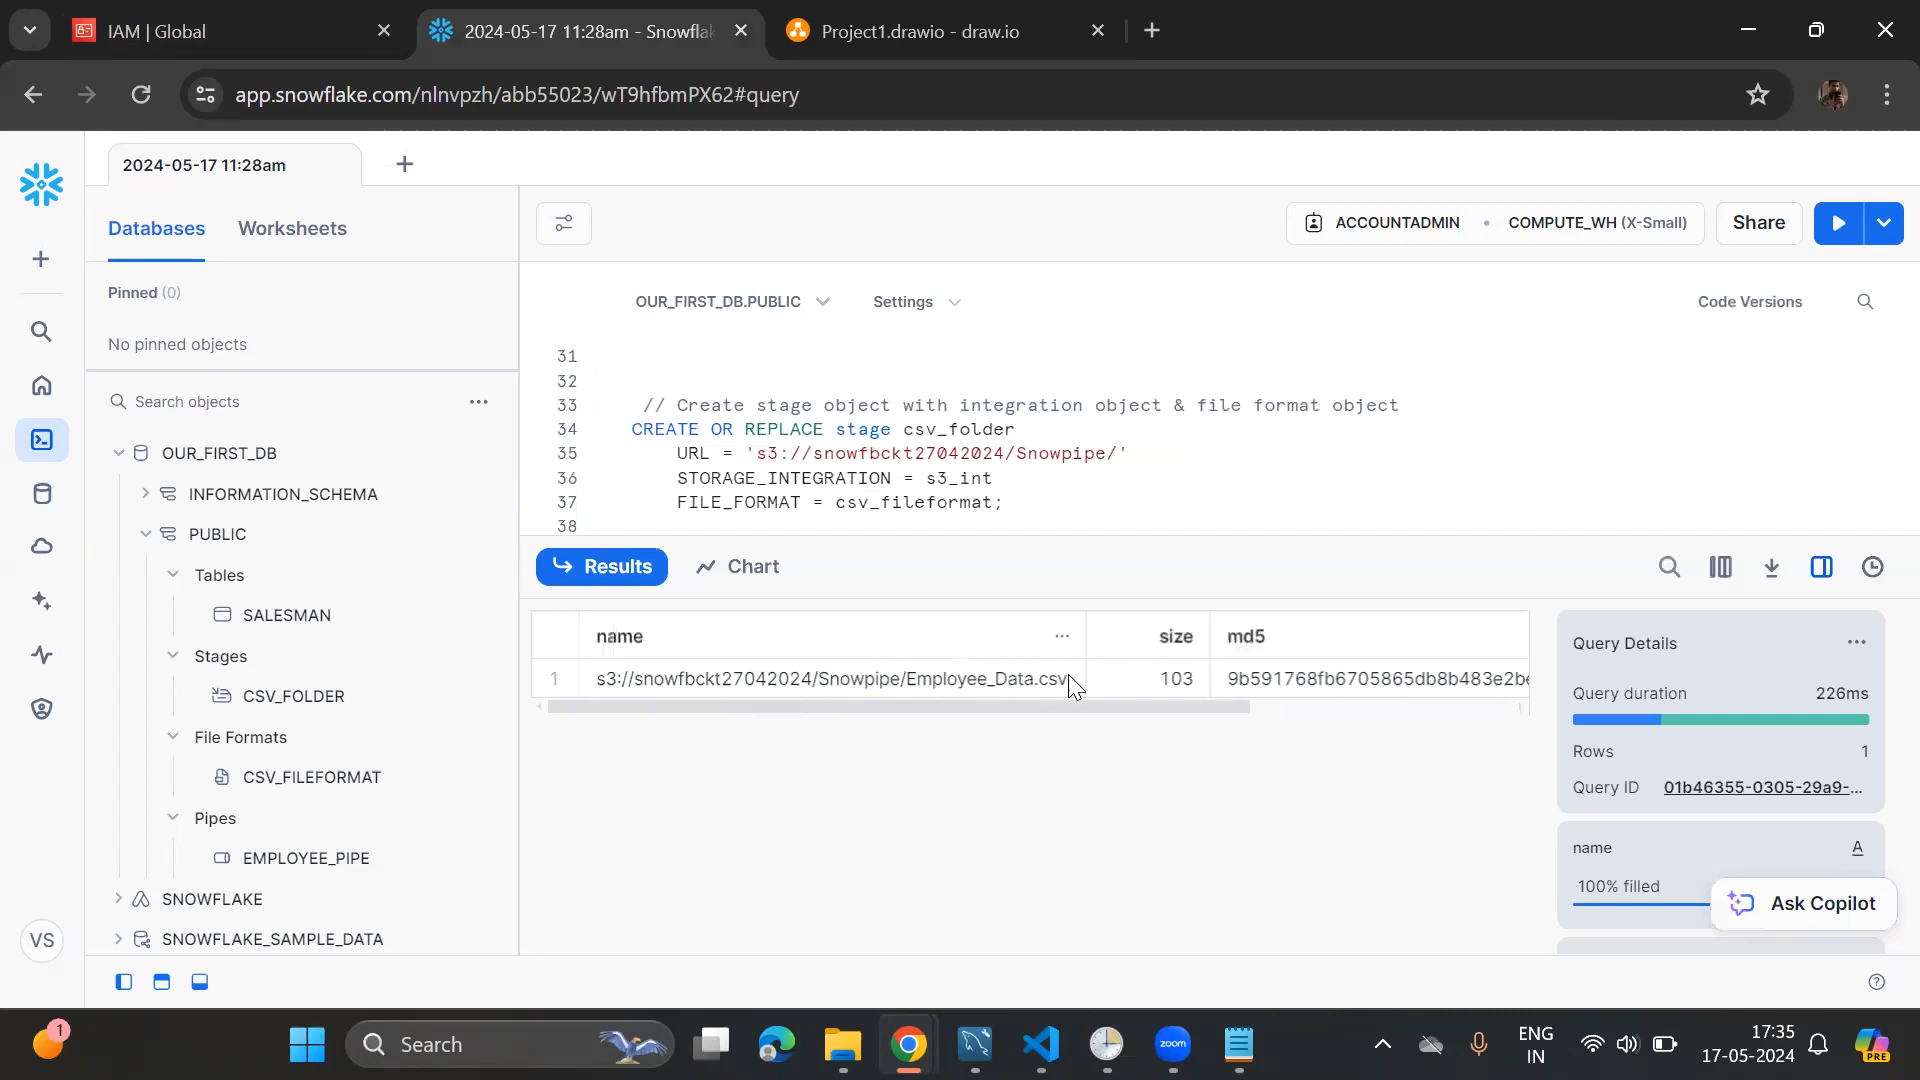 IAM | Global
2024-05-17 11:28am - Snowfla
Project1.drawio - draw.io
app.snowflake.com/nlnvpzh/abb55023/wT9hfbmPX62#query
2024-05-17 11:28am
Databases
Worksheets
ACCOUNTADMIN
COMPUTE_WH (X-Small)
Share
Pinned (0)
No pinned objects
Search objects
OUR_FIRST_DB
INFORMATION_SCHEMA
PUBLIC
Tables
SALESMAN
Stages
CSV_FOLDER
File Formats
CSV_FILEFORMAT
Pipes
EMPLOYEE_PIPE
SNOWFLAKE
SNOWFLAKE_SAMPLE_DATA
VS
OUR_FIRST_DB.PUBLIC
Settings
Code Versions
31
32
33 // Create stage object with integration object & file format object
34 CREATE OR REPLACE stage csv_folder
35 URL = 's3://snowfbckt27042024/Snowpipe/'
36 STORAGE_INTEGRATION = s3_int
37 FILE_FORMAT = csv_fileformat;
38
Results
Chart
name ... size md5
1 s3://snowfbckt27042024/Snowpipe/Employee_Data.csv 103 9b591768fb6705865db8b483e2be
Query Details
Query duration 226ms
Rows 1
Query ID 01b46355-0305-29a9-...
name A
100% filled
Ask Copilot
1
Search
zoom
ENG
IN
17:35
17-05-2024
PRE